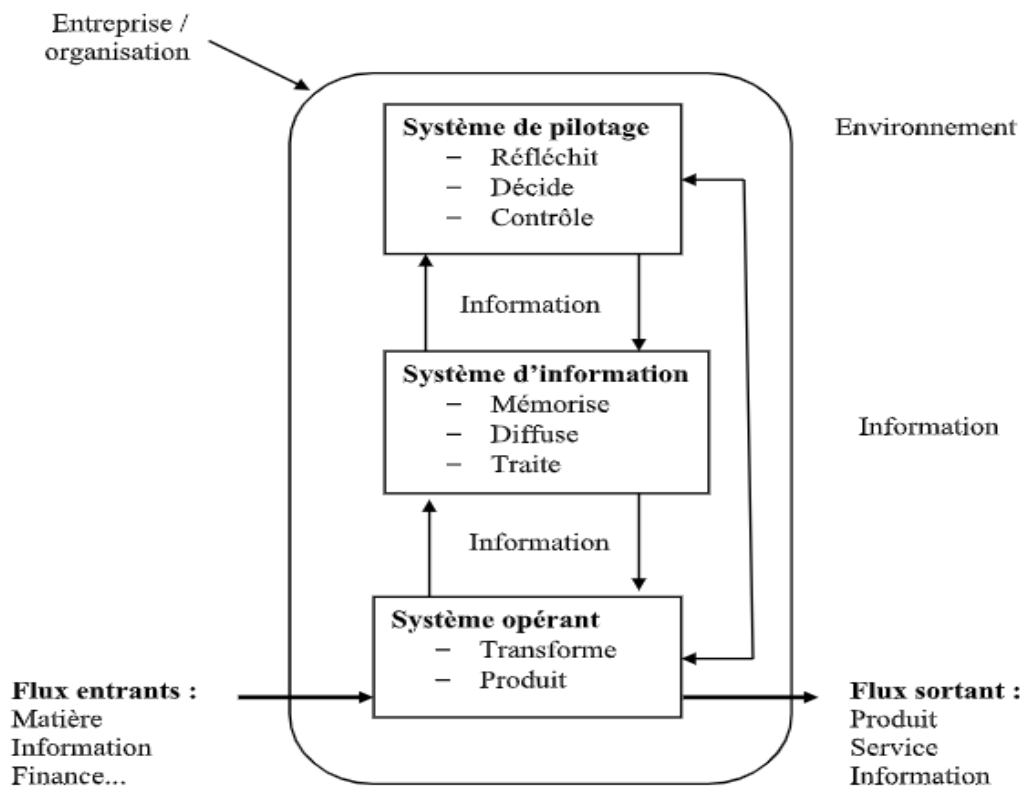 Entreprise /
organisation
Environnement
Système de pilotage
– Réfléchit
– Décide
– Contrôle
Information
Système d'information
– Mémorise
– Diffuse
– Traite
Information
Information
Système opérant
– Transforme
– Produit
Flux entrants :
Matière
Information
Finance...
Flux sortant :
Produit
Service
Information